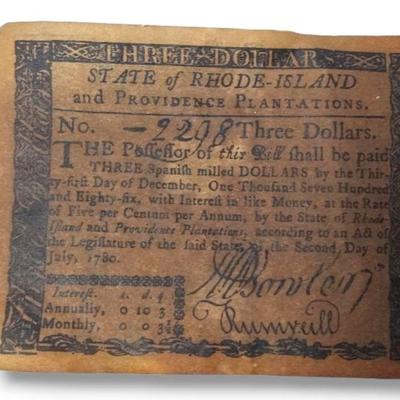 THREE DOLLARS
STATE of RHODE-ISLAND
and PROVIDENCE PLANTATIONS.
No. 2298 Three Dollars.
THE Possessor of this Bill shall be paid
THREE Spanish milled DOLLARS by the Thir-
ty-first Day of December, One Thousand Seven Hundred
and Eighty-six, with Interest in like Money, at the Rate
of Five per Centum per Annum, by the State of Rhode-
Island and Providence Plantations, according to an Act of
the Legislature of the said State, of the Second Day of
July, 1780.
Interest. s. d. q.
Annually, 0 10 3
Monthly, 0 0 3
Rumreill